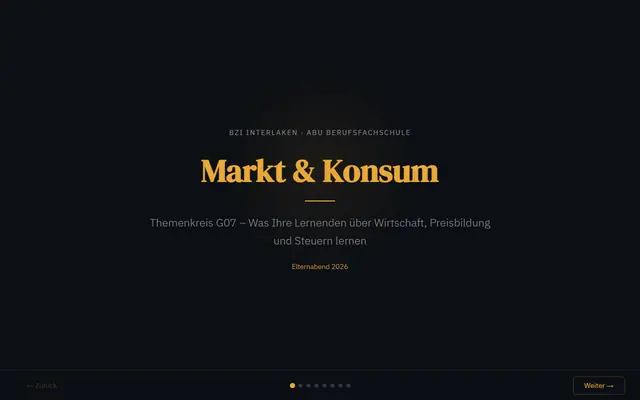 BZI INTERLAKEN · ABU BERUFSFACHSCHULE
Markt & Konsum
Themenkreis G07 – Was Ihre Lernenden über Wirtschaft, Preisbildung
und Steuern lernen
Elternabend 2026
← Zurück
Weiter →